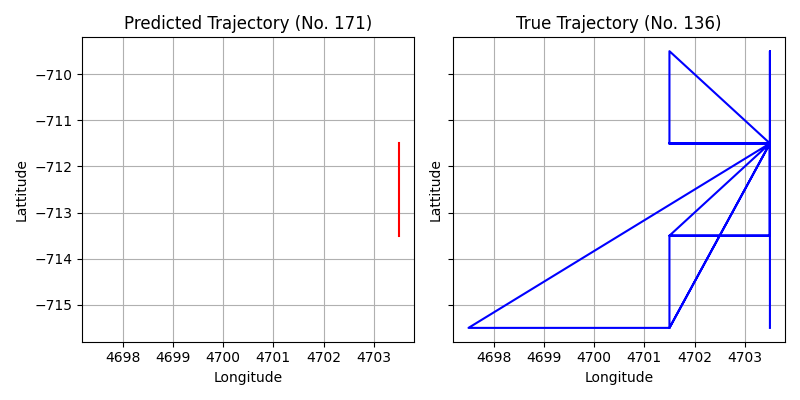 Predicted Trajectory (No. 171)
Lattitude
−710
−711
−712
−713
−714
−715
4698 4699 4700 4701 4702 4703
Longitude
True Trajectory (No. 136)
Lattitude
4698 4699 4700 4701 4702 4703
Longitude